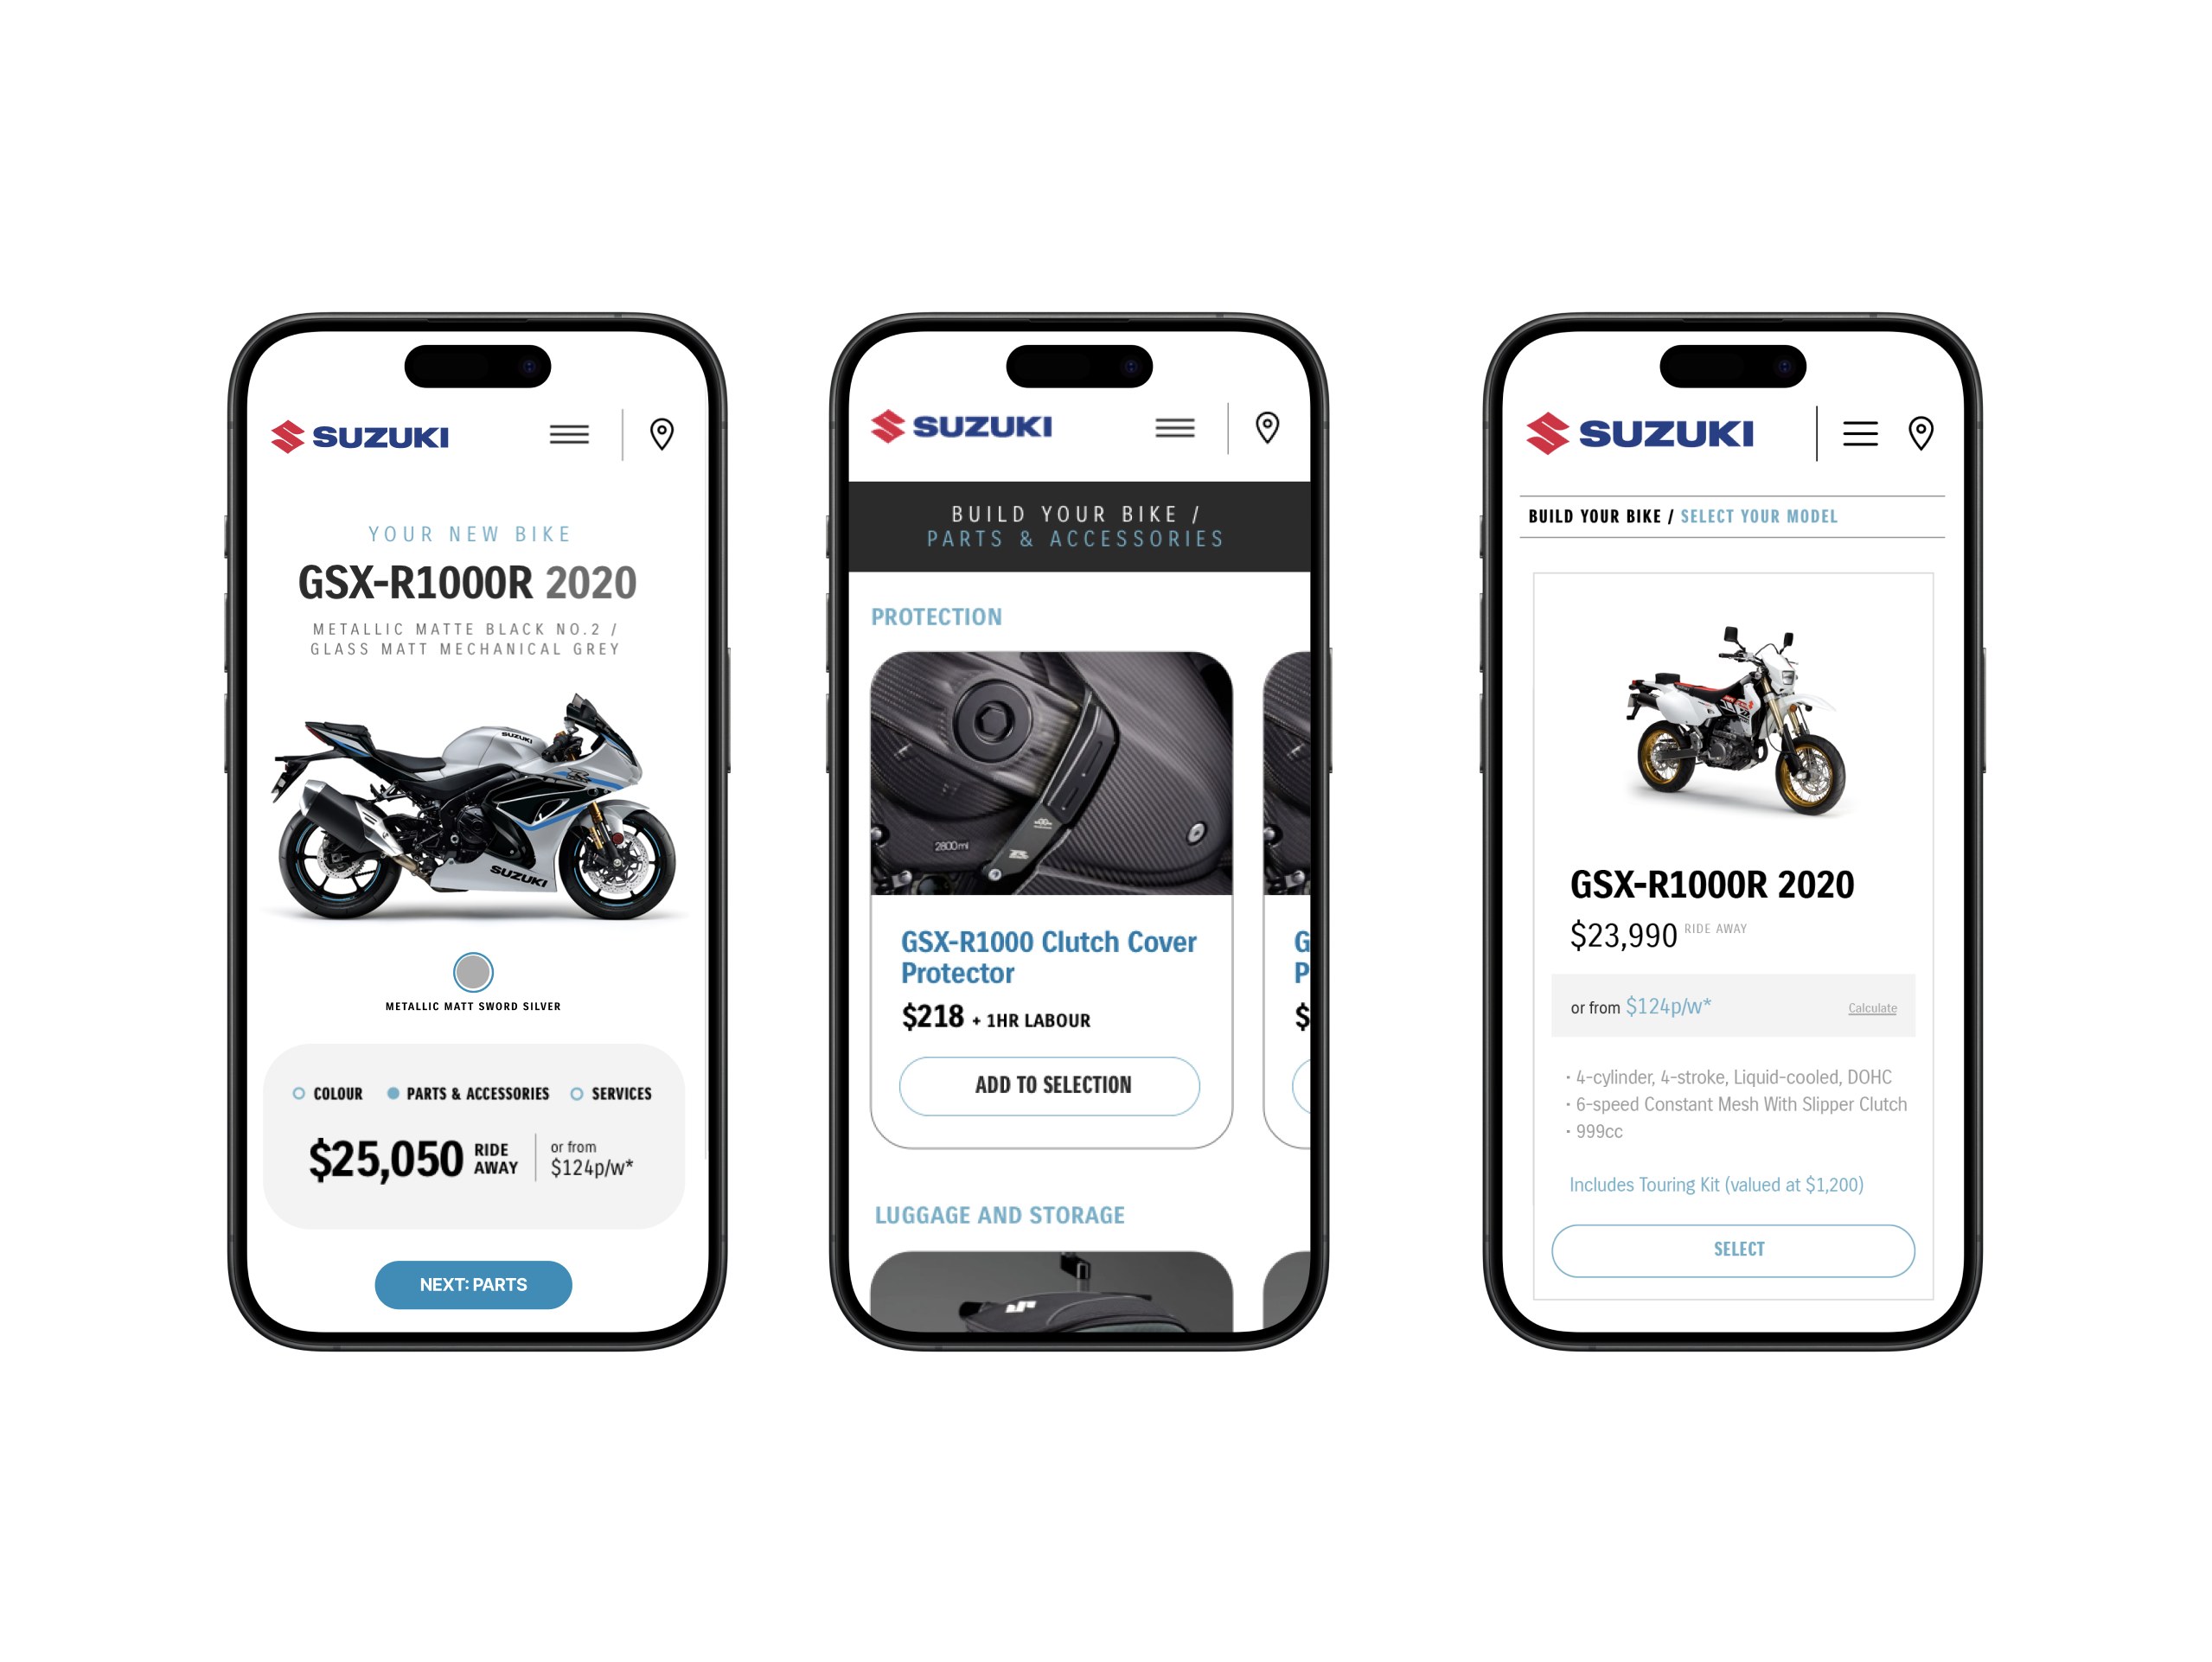 SUZUKI
YOUR NEW BIKE
GSX-R1000R 2020
METALLIC MATTE BLACK NO.2 /
GLASS MATT MECHANICAL GREY
SUZUKI
SUZUKI
METALLIC MATT SWORD SILVER
COLOUR PARTS & ACCESSORIES SERVICES
$25,050 RIDE AWAY
or from
$124p/w*
NEXT: PARTS
SUZUKI
BUILD YOUR BIKE /
PARTS & ACCESSORIES
PROTECTION
2800ml
GSX-R1000 Clutch Cover
Protector
$218 + 1HR LABOUR
ADD TO SELECTION
G
P
$
LUGGAGE AND STORAGE
SUZUKI
BUILD YOUR BIKE / SELECT YOUR MODEL
GSX-R1000R 2020
$23,990 RIDE AWAY
or from $124p/w* Calculate
· 4-cylinder, 4-stroke, Liquid-cooled, DOHC
· 6-speed Constant Mesh With Slipper Clutch
· 999cc
Includes Touring Kit (valued at $1,200)
SELECT